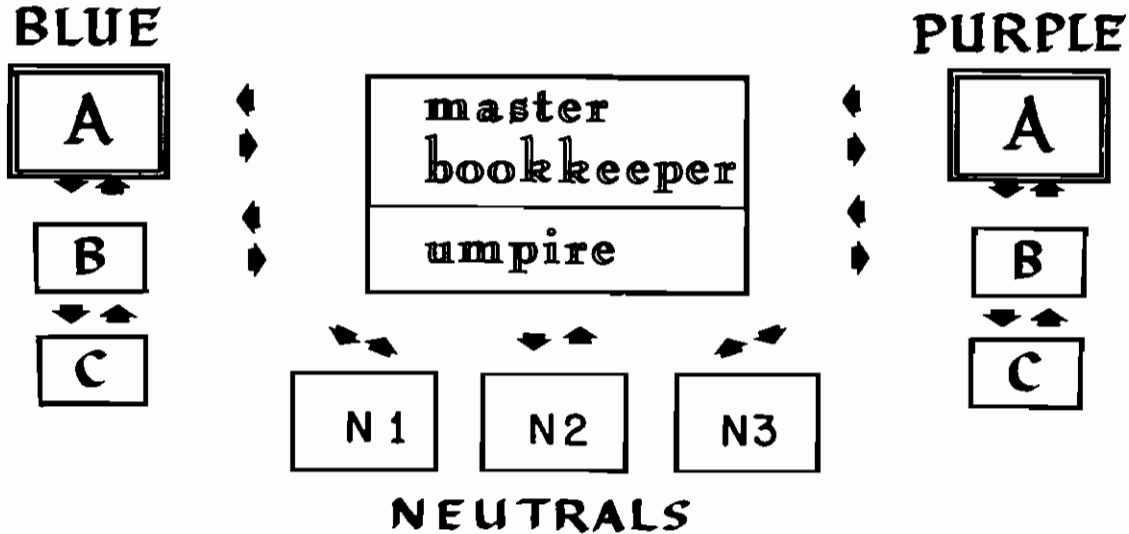 BLUE
PURPLE
A
master
bookkeeper
A
B
umpire
B
C
C
N1
N2
N3
NEUTRALS